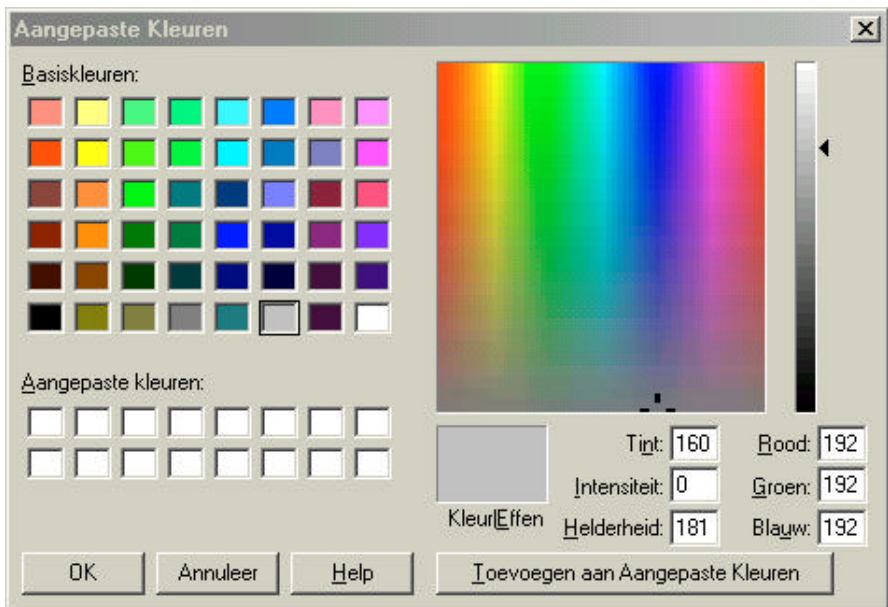 Aangepaste Kleuren
Basiskleuren:
Aangepaste kleuren:
Kleur|Effen
Tint: 160
Intensiteit: 0
Helderheid: 181
Rood: 192
Groen: 192
Blauw: 192
OK
Annuleer
Help
Toevoegen aan Aangepaste Kleuren